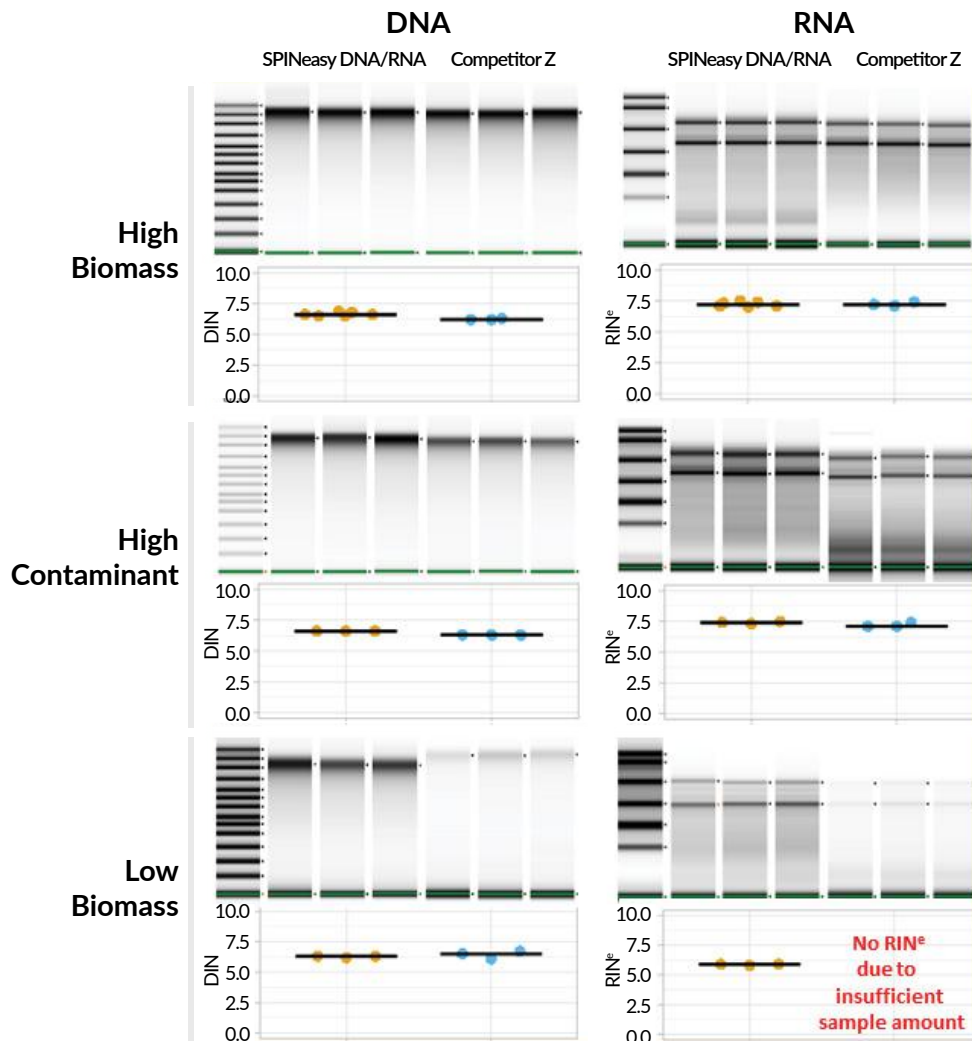 DNA
RNA
SPINeasy DNA/RNA
Competitor Z
SPINeasy DNA/RNA
Competitor Z
High
Biomass
10.0
7.5
5.0
2.5
0.0
DIN
10.0
7.5
5.0
2.5
0.0
RINᵉ
High
Contaminant
10.0
7.5
5.0
2.5
0.0
DIN
10.0
7.5
5.0
2.5
0.0
RINᵉ
Low
Biomass
10.0
7.5
5.0
2.5
0.0
DIN
10.0
7.5
5.0
2.5
0.0
RINᵉ
No RINᵉ
due to
insufficient
sample amount